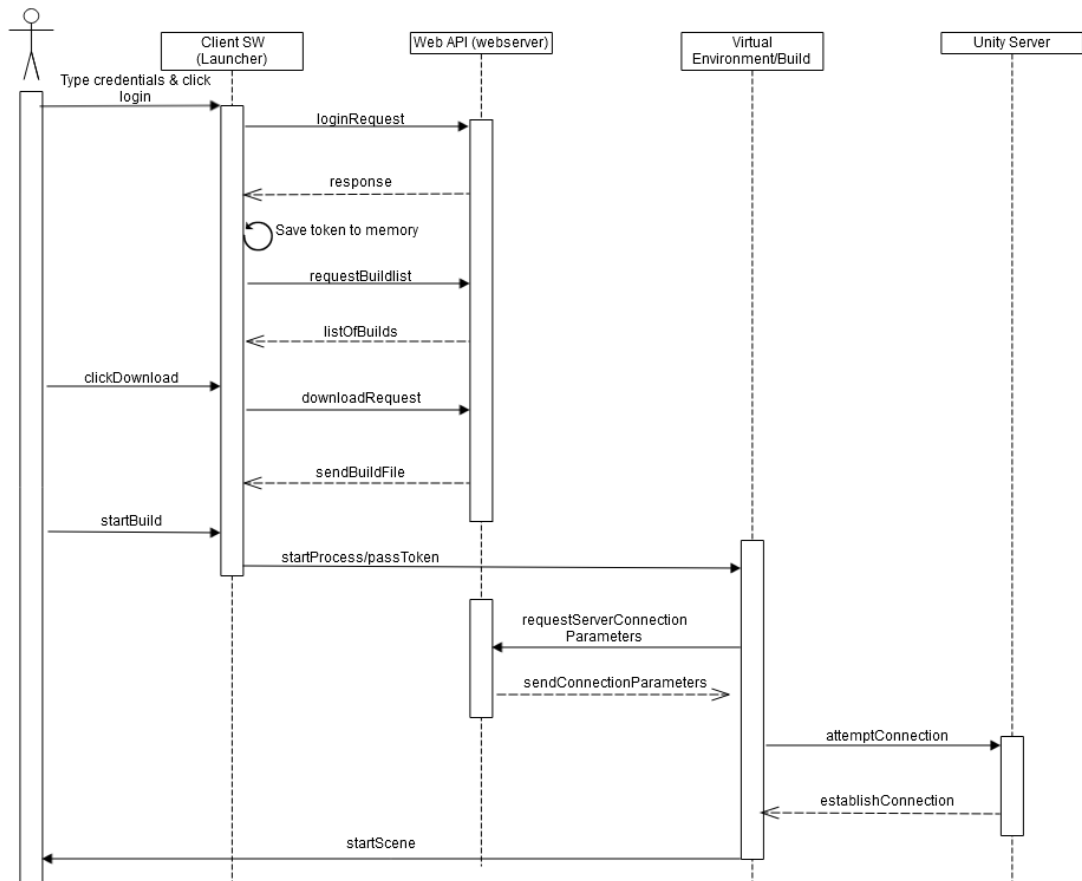 Client SW
(Launcher)
Web API (webserver)
Virtual
Environment/Build
Unity Server
Type credentials & click
login
loginRequest
response
Save token to memory
requestBuildlist
listOfBuilds
clickDownload
downloadRequest
sendBuildFile
startBuild
startProcess/passToken
requestServerConnection
Parameters
sendConnectionParameters
attemptConnection
establishConnection
startScene